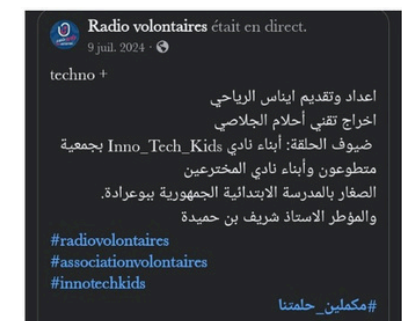 Radio volontaires était en direct.
9 juil. 2024 ·
techno +
اعداد وتقديم ايناس الرياحي
اخراج تقني أحلام الجلاصي
ضيوف الحلقة: أبناء نادي Inno_Tech_Kids بجمعية
متطوعون وأبناء نادي المخترعين
الصغار بالمدرسة الابتدائية الجمهورية ببوعرادة.
والمؤطر الاستاذ شريف بن حميدة
#radiovolontaires
#associationvolontaires
#innotechkids
#مكملين_حلمتنا